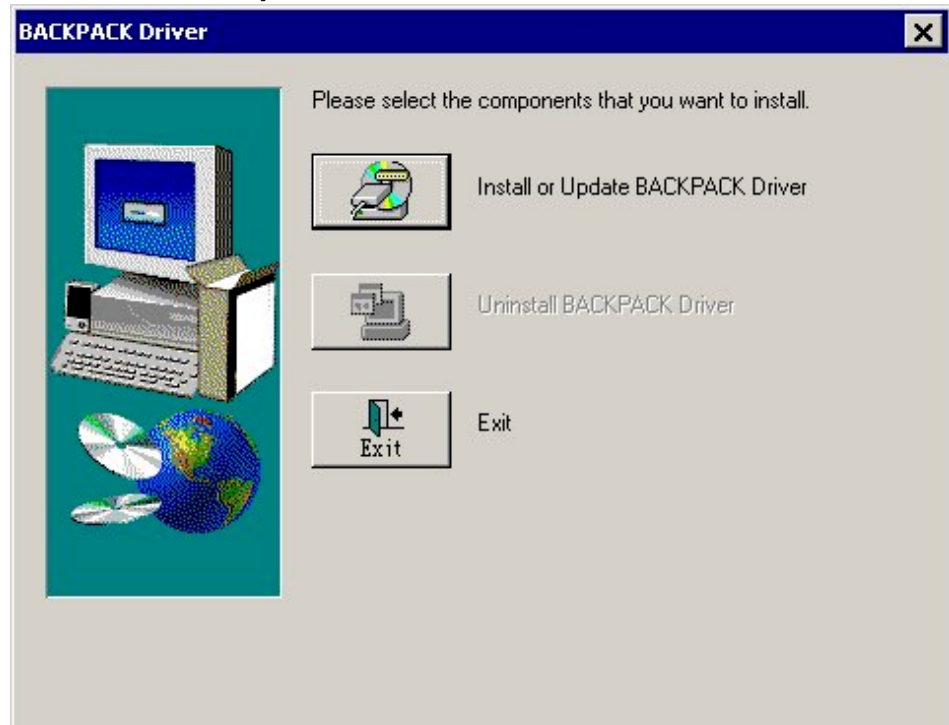 BACKPACK Driver
Please select the components that you want to install.
Install or Update BACKPACK Driver
Uninstall BACKPACK Driver
Exit
Exit